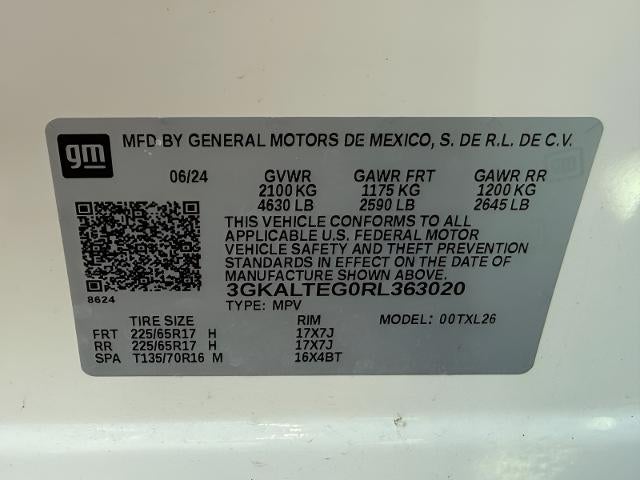 gm MFD BY GENERAL MOTORS DE MEXICO, S. DE R.L. DE C.V.
06/24 GVWR GAWR FRT GAWR RR
2100 KG 1175 KG 1200 KG
4630 LB 2590 LB 2645 LB
THIS VEHICLE CONFORMS TO ALL
APPLICABLE U.S. FEDERAL MOTOR
VEHICLE SAFETY AND THEFT PREVENTION
STANDARDS IN EFFECT ON THE DATE OF
MANUFACTURE SHOWN ABOVE.
8624 3GKALTEG0RL363020
TYPE: MPV
TIRE SIZE RIM MODEL: 00TXL26
FRT 225/65R17 H 17X7J
RR 225/65R17 H 17X7J
SPA T135/70R16 M 16X4BT